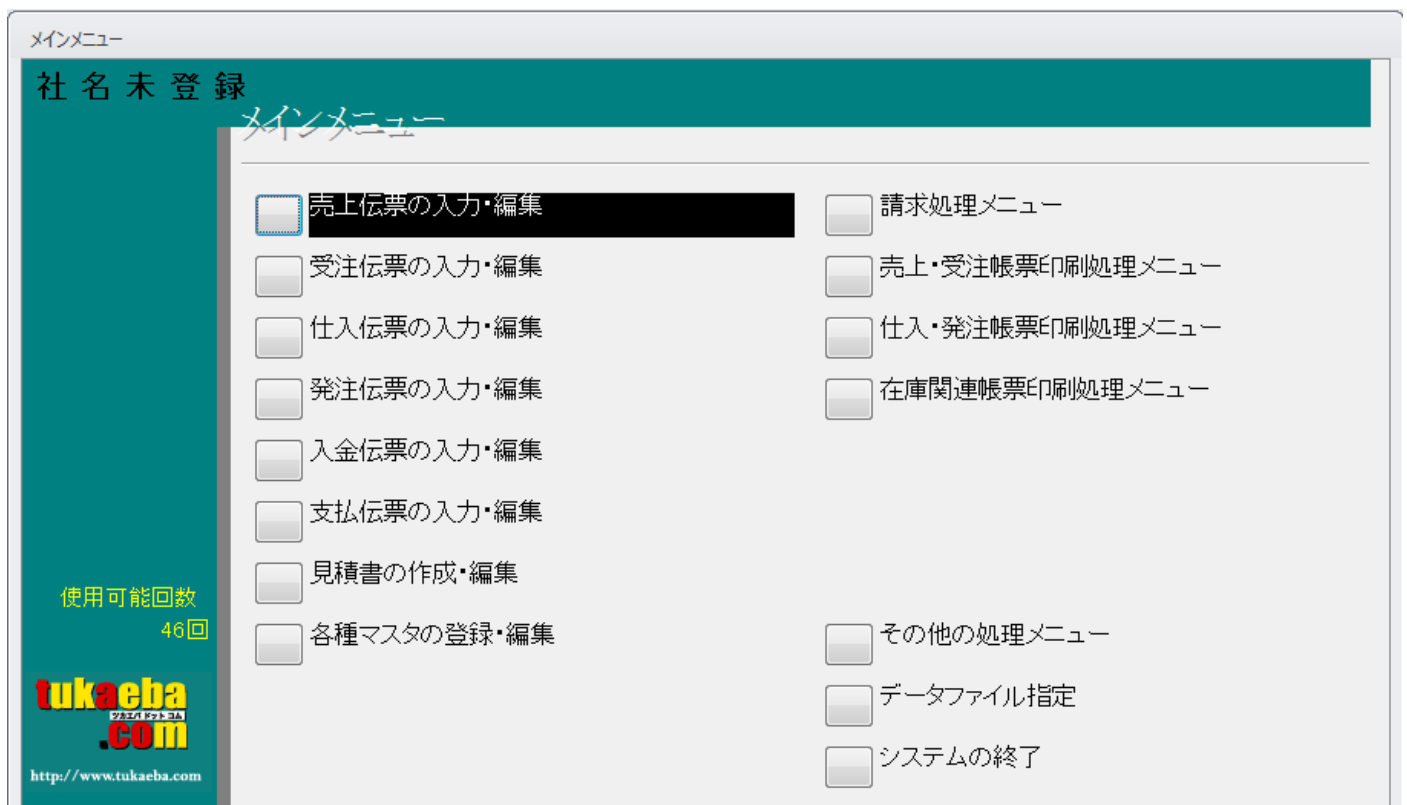 メインメニュー
社名未登録
メインメニュー
売上伝票の入力・編集
受注伝票の入力・編集
仕入伝票の入力・編集
発注伝票の入力・編集
入金伝票の入力・編集
支払伝票の入力・編集
見積書の作成・編集
各種マスタの登録・編集
請求処理メニュー
売上・受注帳票印刷処理メニュー
仕入・発注帳票印刷処理メニュー
在庫関連帳票印刷処理メニュー
その他の処理メニュー
データファイル指定
システムの終了
使用可能回数
46回
tukaeba
ツカエバ ドット コム
.com
http://www.tukaeba.com